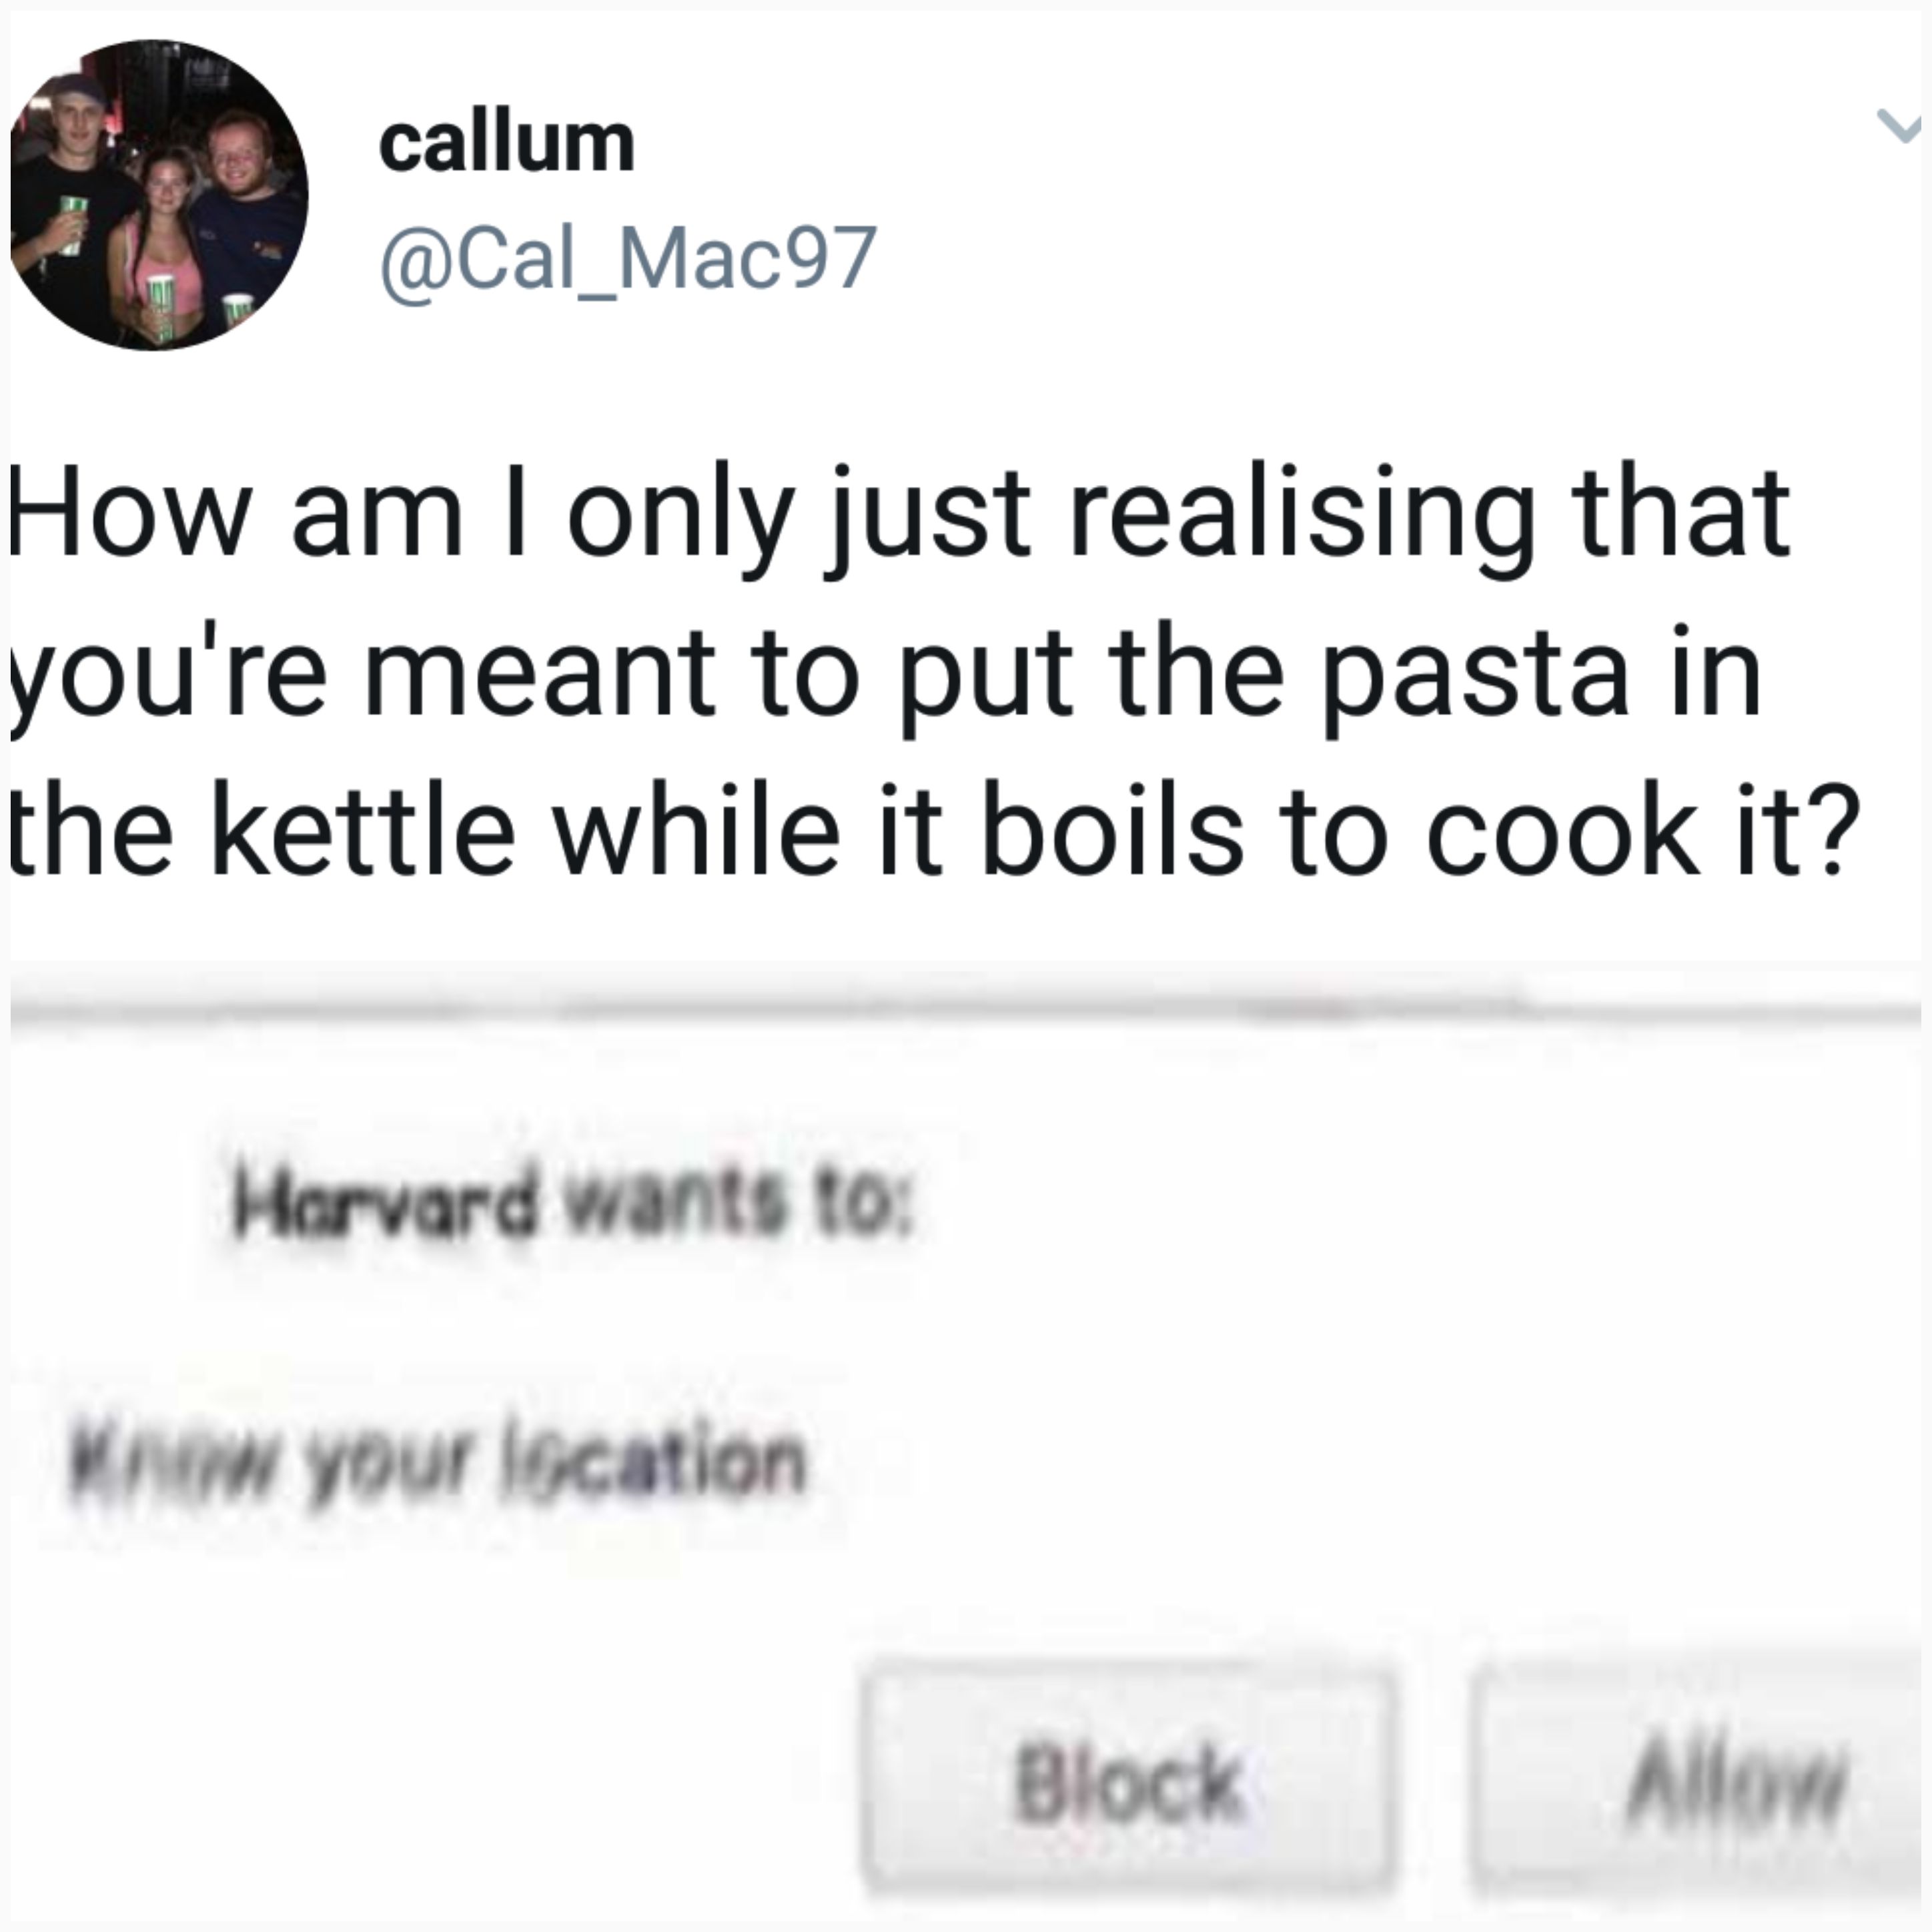 callum
@Cal_Mac97
How am I only just realising that
you're meant to put the pasta in
the kettle while it boils to cook it?
Harvard wants to:
Know your location
Block
Allow